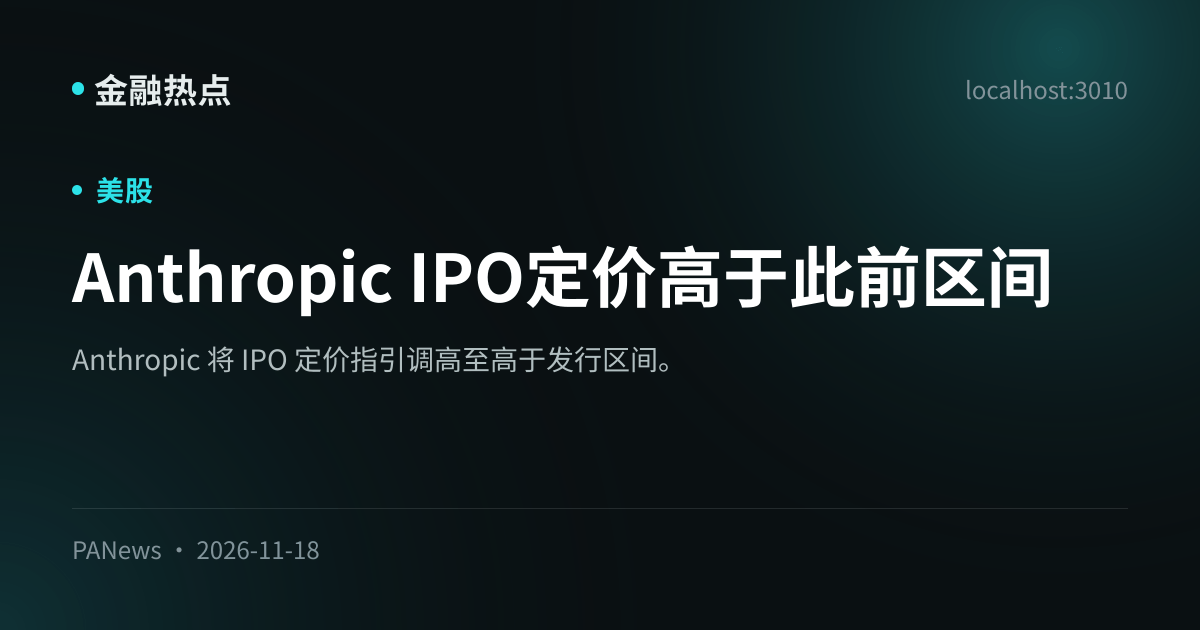 金融热点
localhost:3010
美股
Anthropic IPO定价高于此前区间
Anthropic 将 IPO 定价指引调高至高于发行区间。
PANews • 2026-11-18